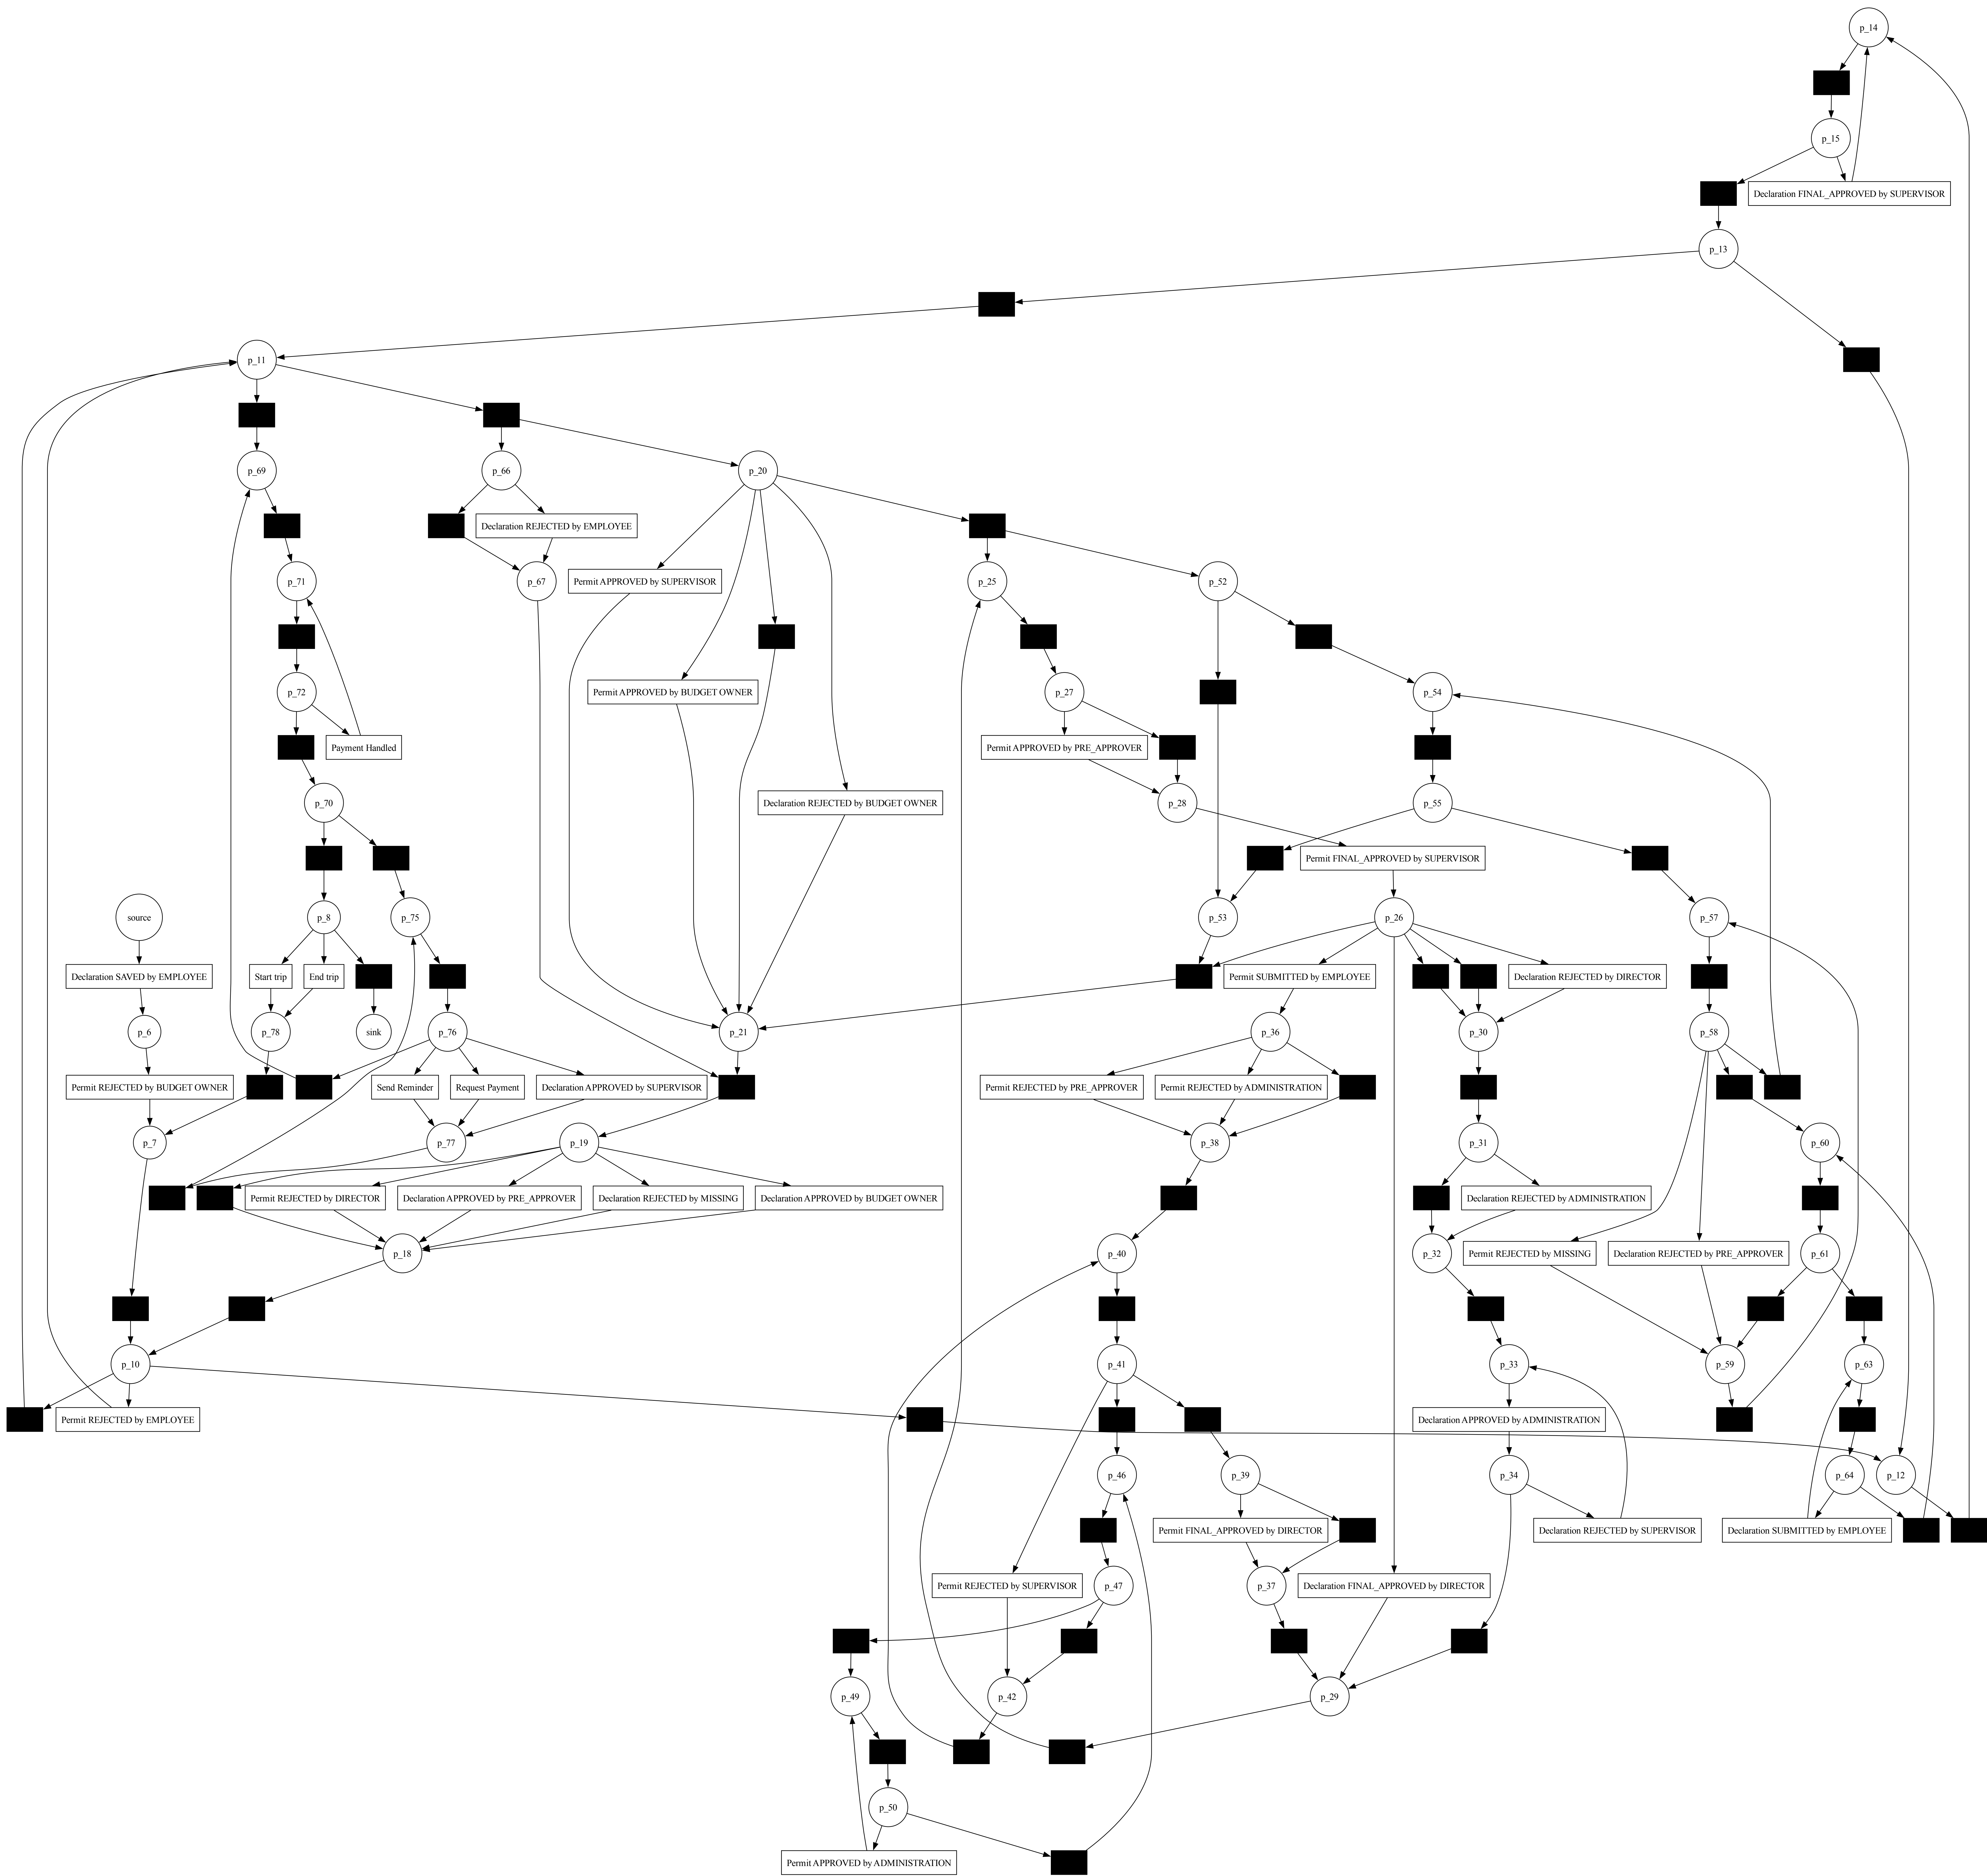 p_14
p_15
Declaration FINAL_APPROVED by SUPERVISOR
p_13
p_11
p_69
p_66
p_20
Declaration REJECTED by EMPLOYEE
p_71
p_67
Permit APPROVED by SUPERVISOR
p_25
p_52
p_72
Permit APPROVED by BUDGET OWNER
p_27
p_54
Payment Handled
Permit APPROVED by PRE_APPROVER
p_70
Declaration REJECTED by BUDGET OWNER
p_28
p_55
Permit FINAL_APPROVED by SUPERVISOR
source
p_8
p_75
p_53
p_26
p_57
Declaration SAVED by EMPLOYEE
Start trip
End trip
Permit SUBMITTED by EMPLOYEE
Declaration REJECTED by DIRECTOR
p_6
p_78
sink
p_76
p_21
p_36
p_30
p_58
Permit REJECTED by BUDGET OWNER
Send Reminder
Request Payment
Declaration APPROVED by SUPERVISOR
Permit REJECTED by PRE_APPROVER
Permit REJECTED by ADMINISTRATION
p_7
p_77
p_19
p_38
p_31
p_60
Permit REJECTED by DIRECTOR
Declaration APPROVED by PRE_APPROVER
Declaration REJECTED by MISSING
Declaration APPROVED by BUDGET OWNER
Declaration REJECTED by ADMINISTRATION
p_18
p_40
p_32
Permit REJECTED by MISSING
Declaration REJECTED by PRE_APPROVER
p_61
p_10
p_41
p_33
p_59
p_63
Permit REJECTED by EMPLOYEE
Declaration APPROVED by ADMINISTRATION
p_46
p_39
p_34
p_64
p_12
Permit FINAL_APPROVED by DIRECTOR
Declaration REJECTED by SUPERVISOR
Declaration SUBMITTED by EMPLOYEE
Permit REJECTED by SUPERVISOR
p_47
p_37
Declaration FINAL_APPROVED by DIRECTOR
p_49
p_42
p_29
p_50
Permit APPROVED by ADMINISTRATION